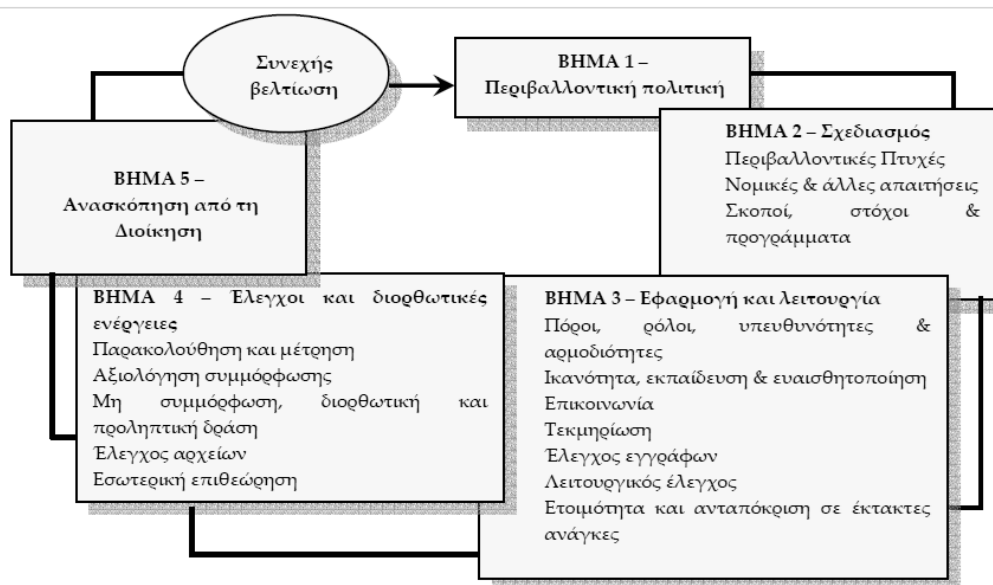 Συνεχής
βελτίωση
ΒΗΜΑ 1 –
Περιβαλλοντική πολιτική
ΒΗΜΑ 2 – Σχεδιασμός
Περιβαλλοντικές Πτυχές
Νομικές & άλλες απαιτήσεις
Σκοποί, στόχοι &
προγράμματα
ΒΗΜΑ 5 –
Ανασκόπηση από τη
Διοίκηση
ΒΗΜΑ 4 – Έλεγχοι και διορθωτικές
ενέργειες
Παρακολούθηση και μέτρηση
Αξιολόγηση συμμόρφωσης
Μη συμμόρφωση, διορθωτική και
προληπτική δράση
Έλεγχος αρχείων
Εσωτερική επιθεώρηση
ΒΗΜΑ 3 – Εφαρμογή και λειτουργία
Πόροι, ρόλοι, υπευθυνότητες &
αρμοδιότητες
Ικανότητα, εκπαίδευση & ευαισθητοποίηση
Επικοινωνία
Τεκμηρίωση
Έλεγχος εγγράφων
Λειτουργικός έλεγχος
Ετοιμότητα και ανταπόκριση σε έκτακτες
ανάγκες